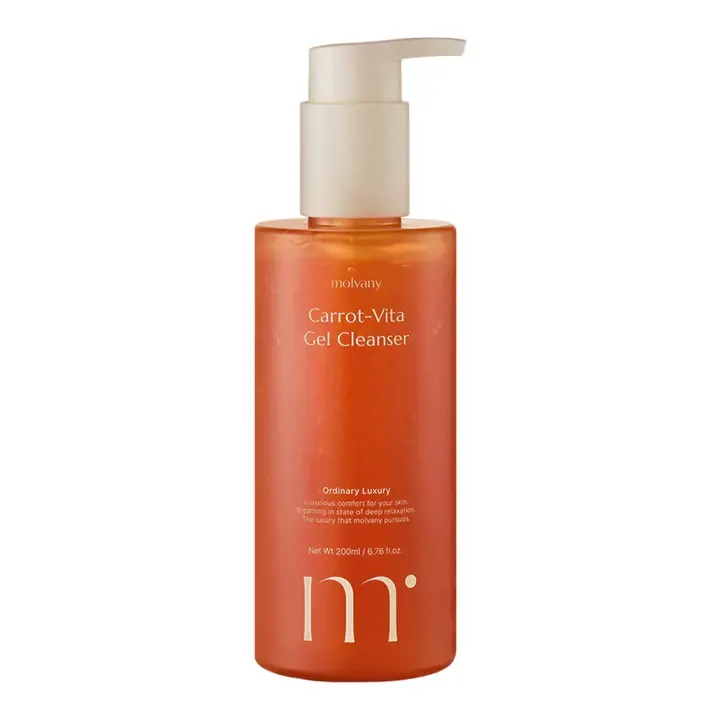 molvany
Carrot-Vita
Gel Cleanser
Ordinary Luxury
Luxurious comfort for your skin.
Breathing in state of deep relaxation.
The luxury that molvany pursues.
Net Wt 200ml / 6.76 fl.oz.
m